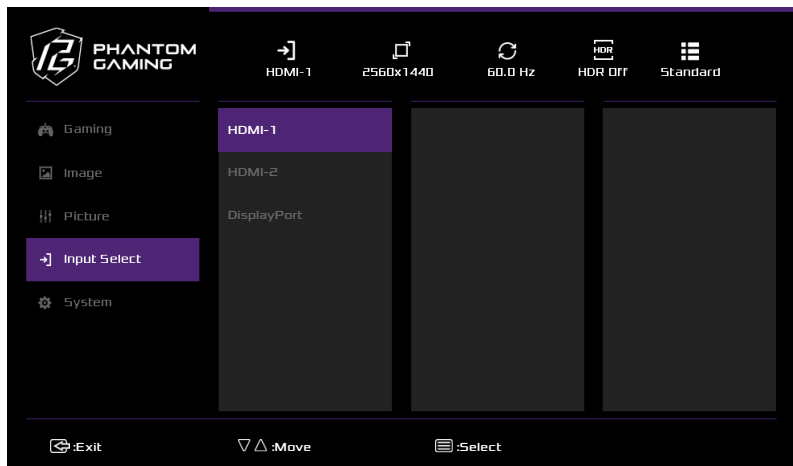 PHANTOM
GAMING
HDMI-1
2560x1440
60.0 Hz
HDR
HDR Off
Standard
Gaming
Image
Picture
Input Select
System
HDMI-1
HDMI-2
DisplayPort
:Exit
:Move
:Select